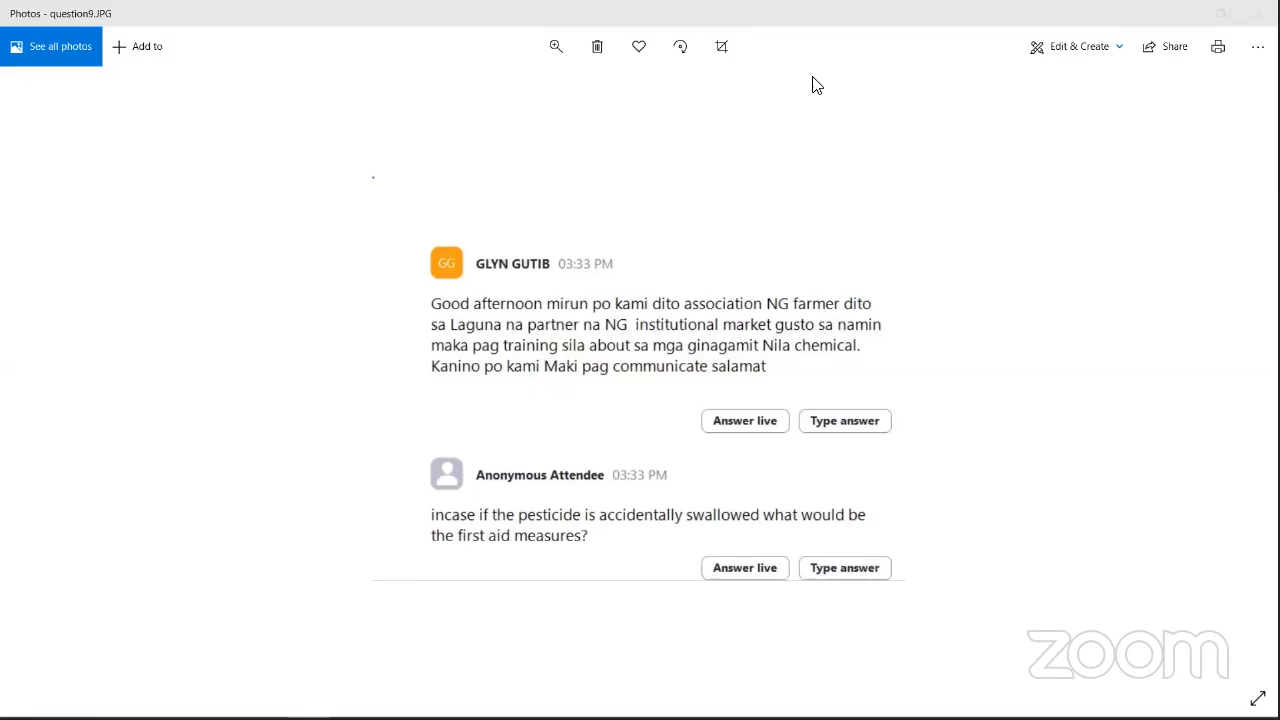 Photos - question9.JPG
See all photos
Add to
Edit & Create
Share
GG
GLYN GUTIB 03:33 PM
Good afternoon mirun po kami dito association NG farmer dito
sa Laguna na partner na NG institutional market gusto sa namin
maka pag training sila about sa mga ginagamit Nila chemical.
Kanino po kami Maki pag communicate salamat
Answer live
Type answer
Anonymous Attendee 03:33 PM
incase if the pesticide is accidentally swallowed what would be
the first aid measures?
Answer live
Type answer
zoom